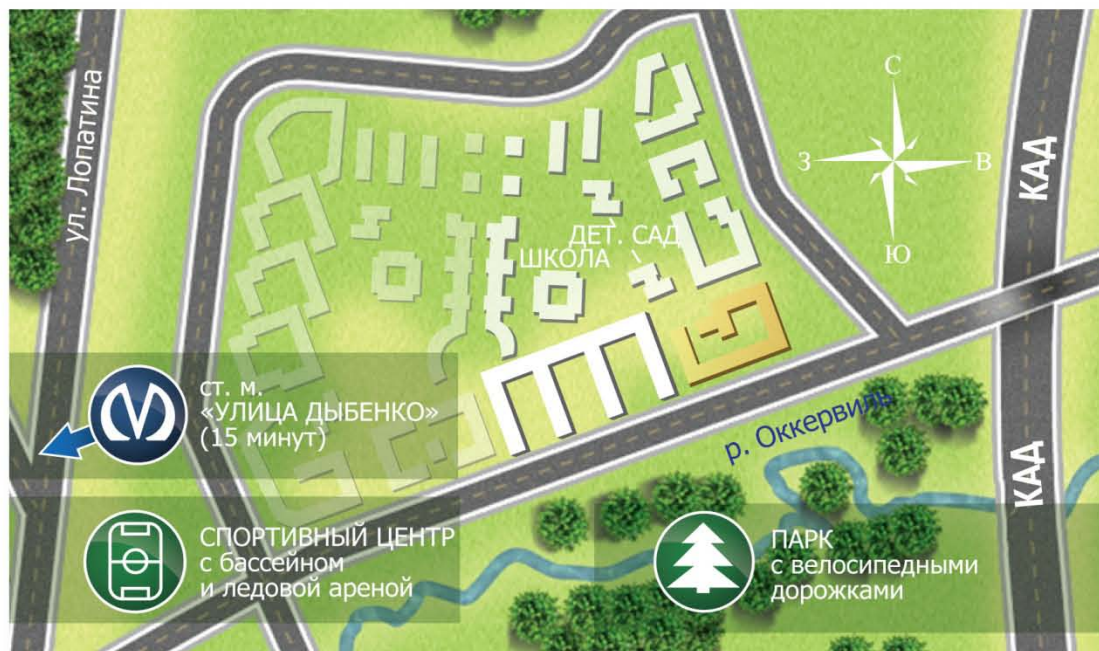 ул. Лопатина
С
З
В
Ю
КАД
ДЕТ. САД
ШКОЛА
ст. м.
«УЛИЦА ДЫБЕНКО»
(15 минут)
р. Оккервиль
КАД
СПОРТИВНЫЙ ЦЕНТР
с бассейном
и ледовой ареной
ПАРК
с велосипедными
дорожками